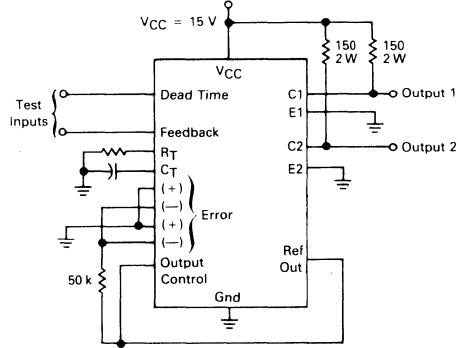 VCC = 15 V
150
2 W
150
2 W
VCC
Test
Inputs
Dead Time
C1
Output 1
E1
Feedback
C2
Output 2
RT
CT
E2
(+)
(—)
Error
(+)
(—)
Output
Control
Ref
Out
50 k
Gnd